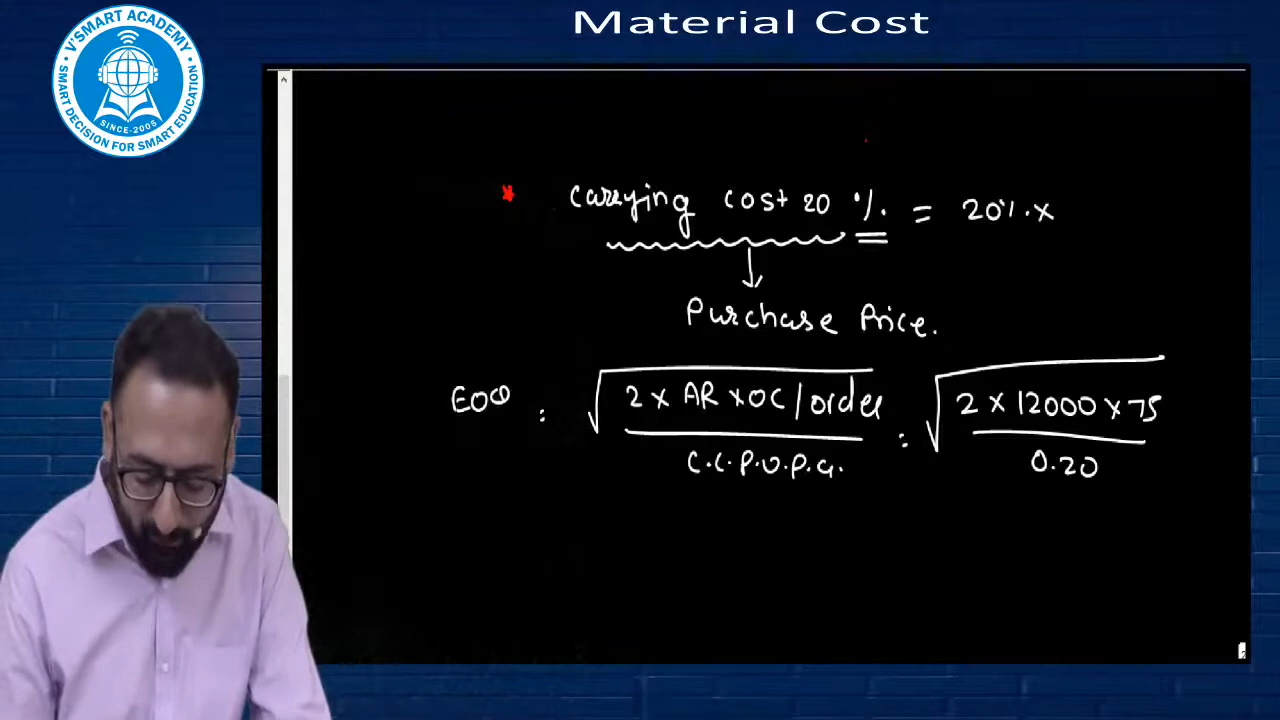 Material Cost
V'SMART ACADEMY
SINCE-2005
SMART DECISION FOR SMART EDUCATION
* Carrying cost 20 % = 20%.x
Purchase Price.
EOQ : √ 2 x AR x OC / order / C.C.P.U.P.a. : √ 2 x 12000 x 75 / 0.20